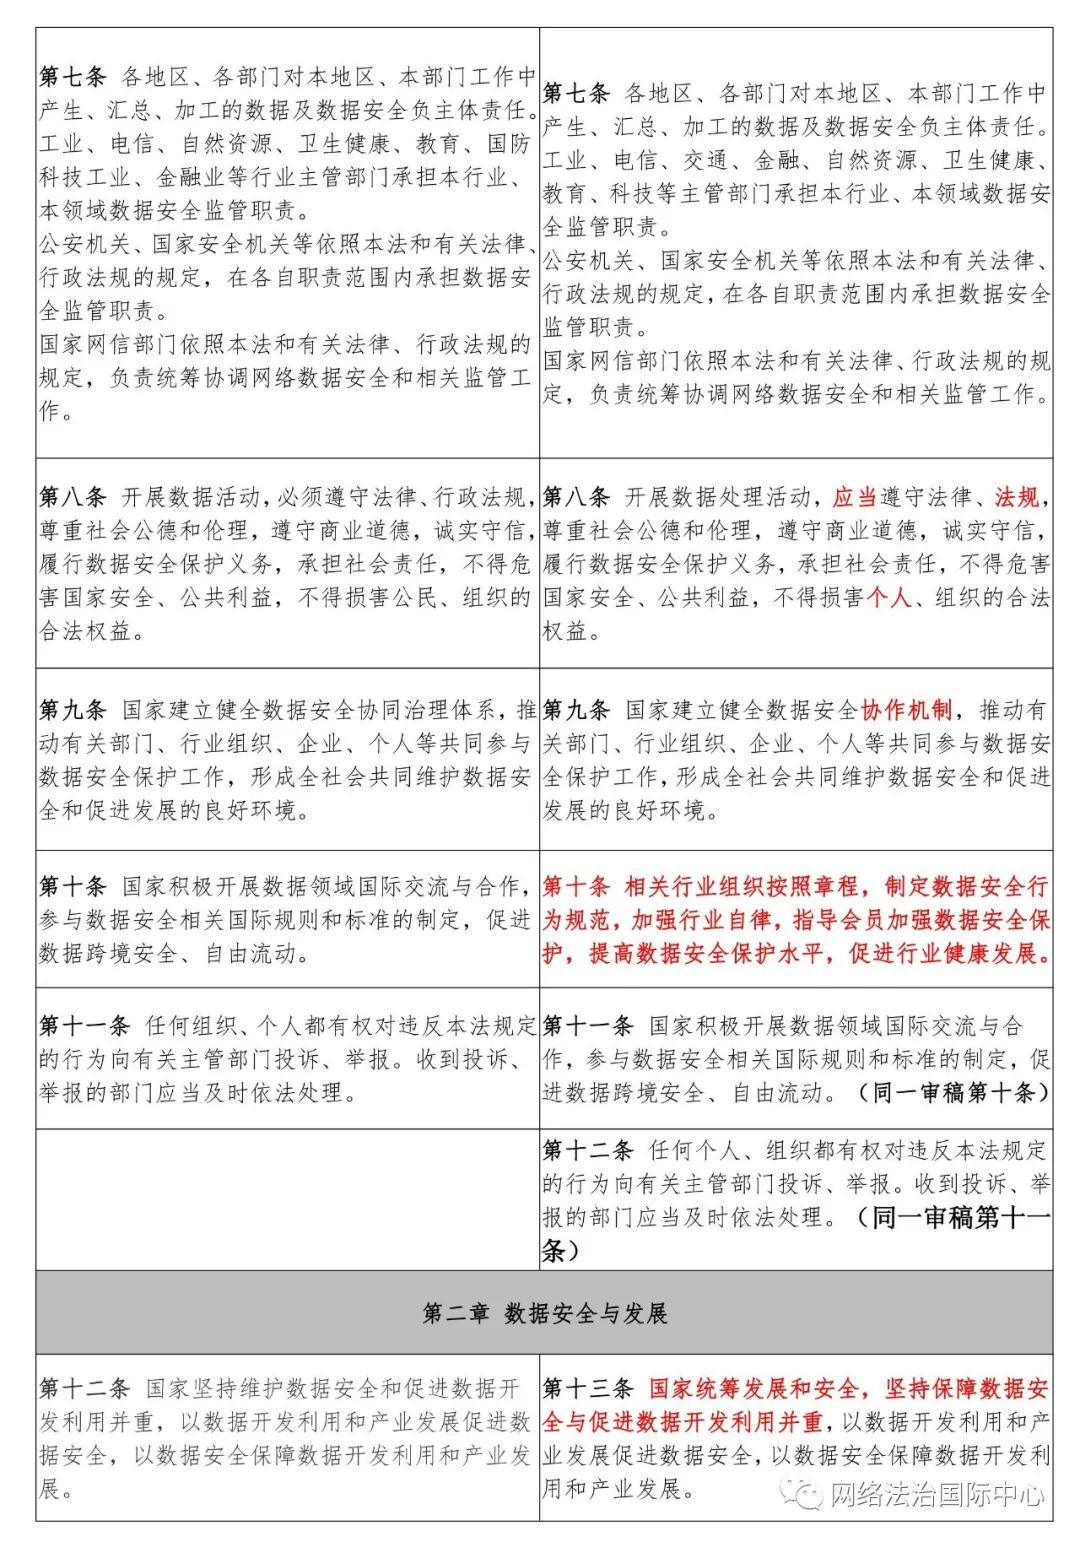 第七条 各地区、各部门对本地区、本部门工作中
产生、汇总、加工的数据及数据安全负主体责任。
工业、电信、自然资源、卫生健康、教育、国防
科技工业、金融业等行业主管部门承担本行业、
本领域数据安全监管职责。
公安机关、国家安全机关等依照本法和有关法律、
行政法规的规定，在各自职责范围内承担数据安
全监管职责。
国家网信部门依照本法和有关法律、行政法规的
规定，负责统筹协调网络数据安全和相关监管工
作。
第七条 各地区、各部门对本地区、本部门工作中
产生、汇总、加工的数据及数据安全负主体责任。
工业、电信、交通、金融、自然资源、卫生健康、
教育、科技等主管部门承担本行业、本领域数据安
全监管职责。
公安机关、国家安全机关等依照本法和有关法律、
行政法规的规定，在各自职责范围内承担数据安全
监管职责。
国家网信部门依照本法和有关法律、行政法规的规
定，负责统筹协调网络数据安全和相关监管工作。
第八条 开展数据活动，必须遵守法律、行政法规，
尊重社会公德和伦理，遵守商业道德，诚实守信，
履行数据安全保护义务，承担社会责任，不得危
害国家安全、公共利益，不得损害公民、组织的
合法权益。
第八条 开展数据处理活动，应当遵守法律、法规，
尊重社会公德和伦理，遵守商业道德，诚实守信，
履行数据安全保护义务，承担社会责任，不得危害
国家安全、公共利益，不得损害个人、组织的合法
权益。
第九条 国家建立健全数据安全协同治理体系，推
动有关部门、行业组织、企业、个人等共同参与
数据安全保护工作，形成全社会共同维护数据安
全和促进发展的良好环境。
第九条 国家建立健全数据安全协作机制，推动有
关部门、行业组织、企业、个人等共同参与数据安
全保护工作，形成全社会共同维护数据安全和促进
发展的良好环境。
第十条 国家积极开展数据领域国际交流与合作，
参与数据安全相关国际规则和标准的制定，促进
数据跨境安全、自由流动。
第十条 相关行业组织按照章程，制定数据安全行
为规范，加强行业自律，指导会员加强数据安全保
护，提高数据安全保护水平，促进行业健康发展。
第十一条 任何组织、个人都有权对违反本法规定
的行为向有关主管部门投诉、举报。收到投诉、
举报的部门应当及时依法处理。
第十一条 国家积极开展数据领域国际交流与合
作，参与数据安全相关国际规则和标准的制定，促
进数据跨境安全、自由流动。（同一审稿第十条）
第十二条 任何个人、组织都有权对违反本法规定
的行为向有关主管部门投诉、举报。收到投诉、举
报的部门应当及时依法处理。（同一审稿第十一
条）
第二章 数据安全与发展
第十二条 国家坚持维护数据安全和促进数据开
发利用并重，以数据开发利用和产业发展促进数
据安全，以数据安全保障数据开发利用和产业发
展。
第十三条 国家统筹发展和安全，坚持保障数据安
全与促进数据开发利用并重，以数据开发利用和产
业发展促进数据安全，以数据安全保障数据开发利
用和产业发展。
网络法治国际中心